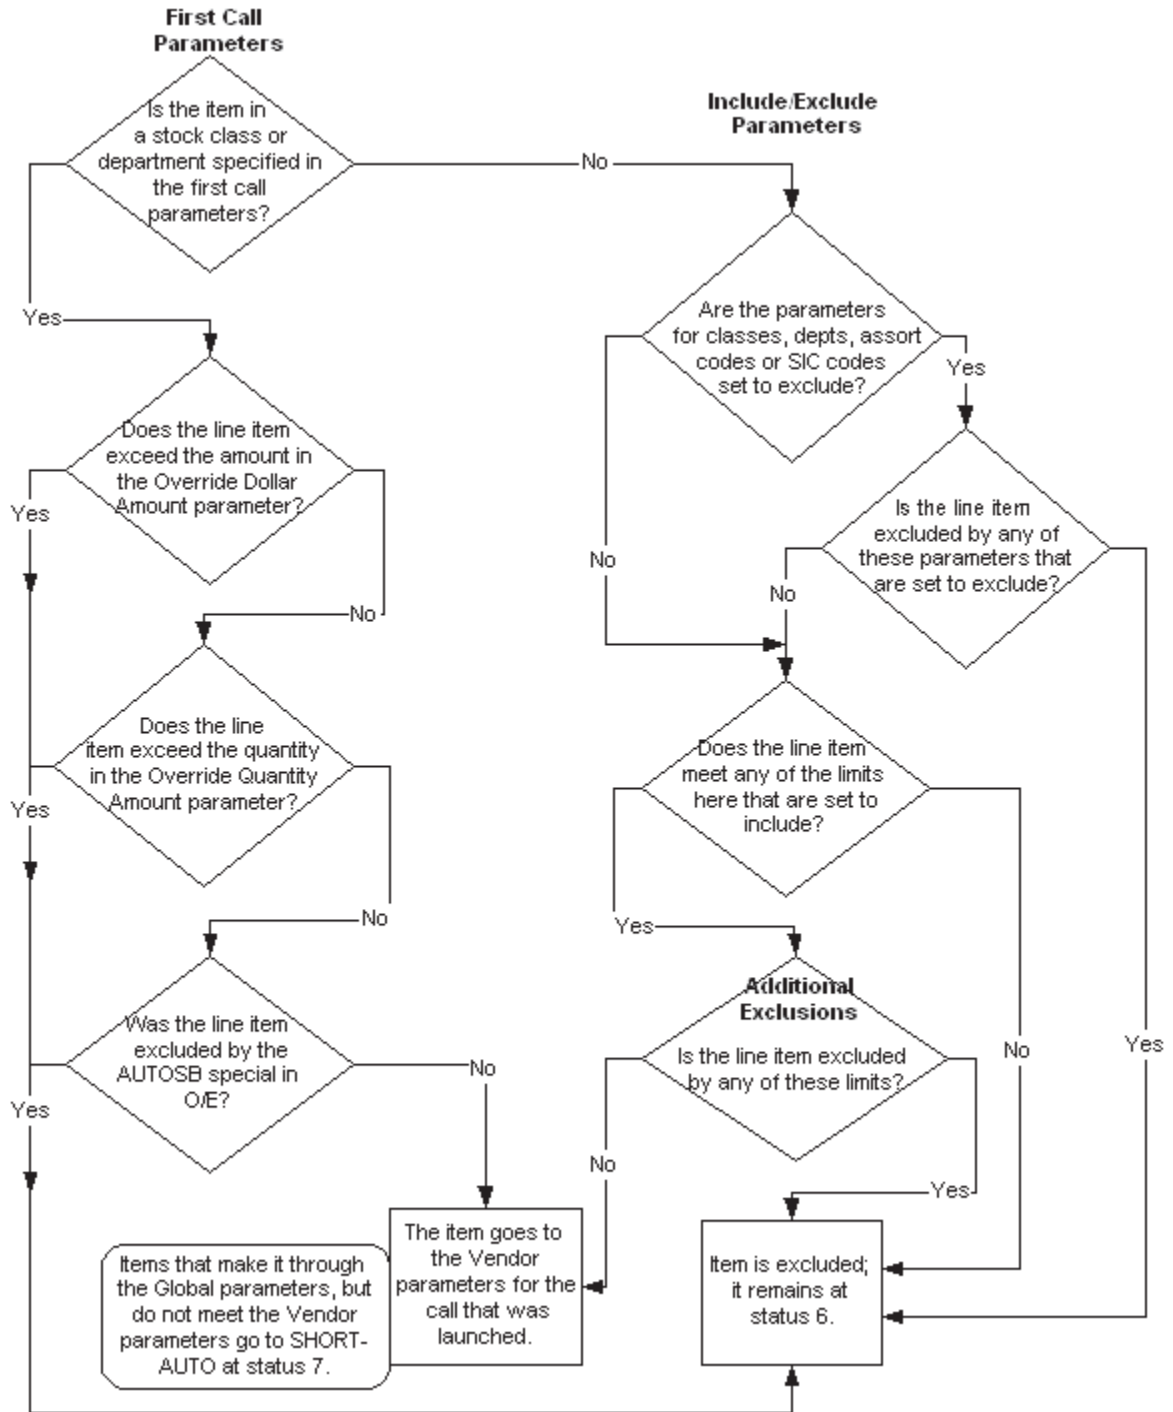 First Call
Parameters
Is the item in
a stock class or
department specified in
the first call
parameters?
Include/Exclude
Parameters
No
Yes
Are the parameters
for classes, depts, assort
codes or SIC codes
set to exclude?
Yes
Does the line item
exceed the amount in
the Override Dollar
Amount parameter?
Yes
No
Is the line item
excluded by any of
these parameters that
are set to exclude?
No
No
Does the line
item exceed the quantity
in the Override Quantity
Amount parameter?
Yes
No
Does the line item
meet any of the limits
here that are set to
include?
Yes
No
Yes
Was the line item
excluded by the
AUTOSB special in
O/E?
Yes
No
Additional
Exclusions
Is the line item excluded
by any of these limits?
No
Yes
Items that make it through
the Global parameters, but
do not meet the Vendor
parameters go to SHORT-
AUTO at status 7.
The item goes to
the Vendor
parameters for the
call that was
launched.
Item is excluded;
it remains at
status 6.